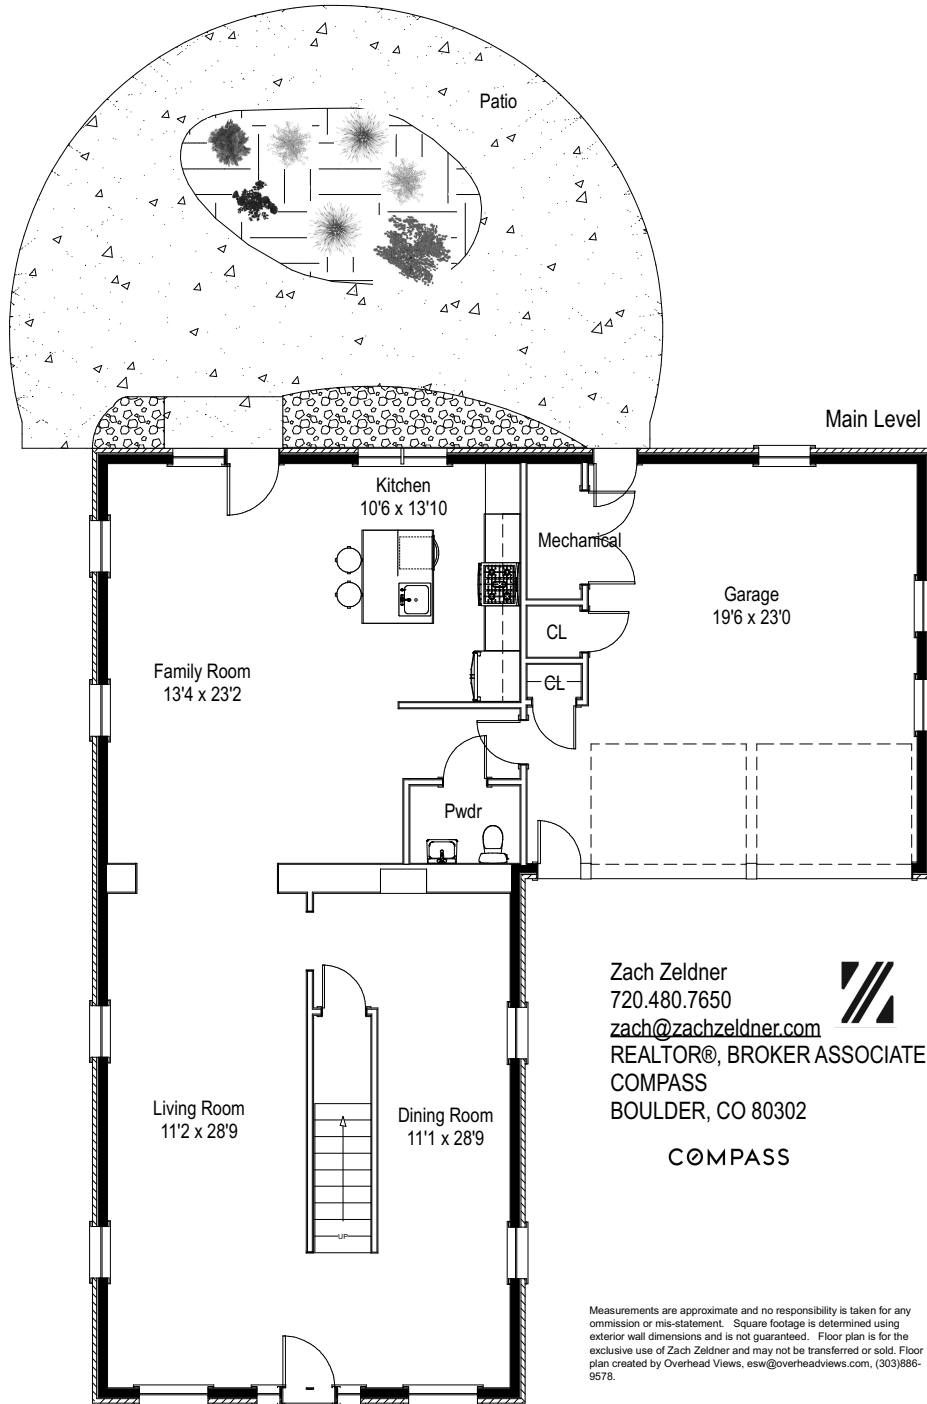 Patio
Main Level
Kitchen
10'6 x 13'10
Mechanical
Garage
19'6 x 23'0
CL
Family Room
13'4 x 23'2
CL
Pwdr
Zach Zeldner
720.480.7650
zach@zachzeldner.com
REALTOR®, BROKER ASSOCIATE
COMPASS
BOULDER, CO 80302
COMPASS
Living Room
11'2 x 28'9
Dining Room
11'1 x 28'9
UP
Measurements are approximate and no responsibility is taken for any
ommission or mis-statement. Square footage is determined using
exterior wall dimensions and is not guaranteed. Floor plan is for the
exclusive use of Zach Zeldner and may not be transferred or sold. Floor
plan created by Overhead Views, esw@overheadviews.com, (303)886-
9578.